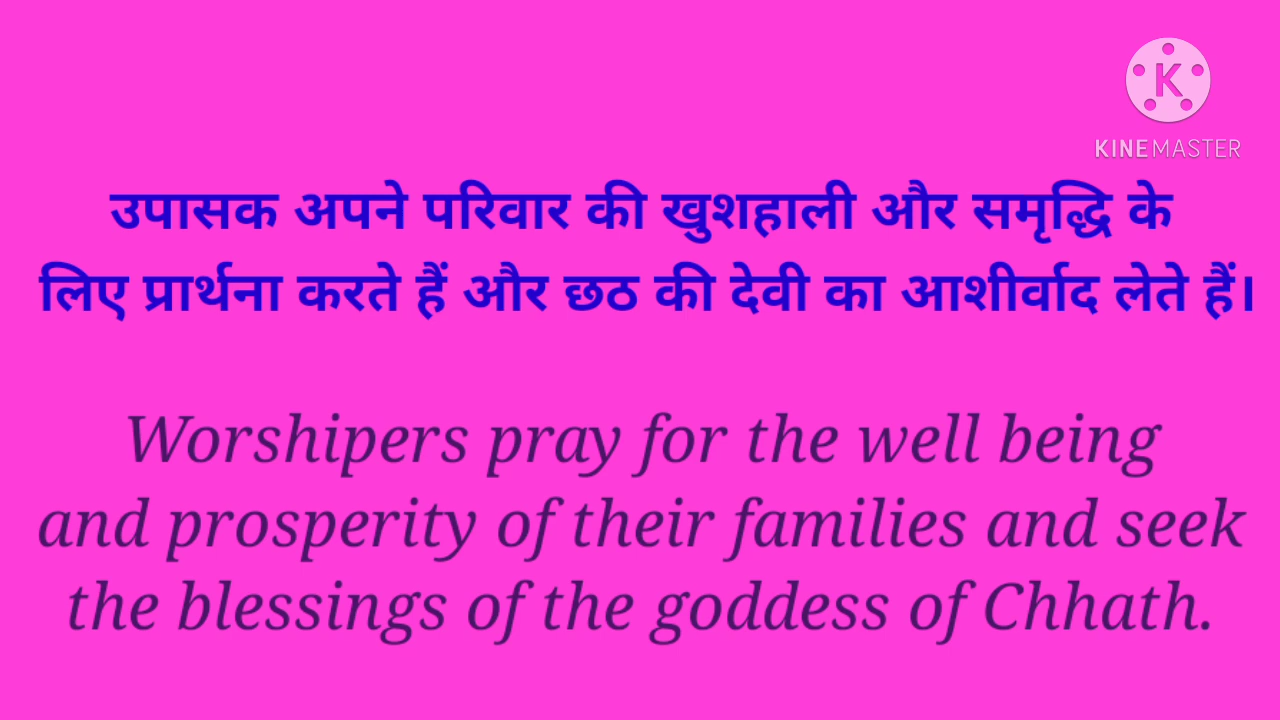 K
KINEMASTER
उपासक अपने परिवार की खुशहाली और समृद्धि के
लिए प्रार्थना करते हैं और छठ की देवी का आशीर्वाद लेते हैं।
Worshipers pray for the well being
and prosperity of their families and seek
the blessings of the goddess of Chhath.